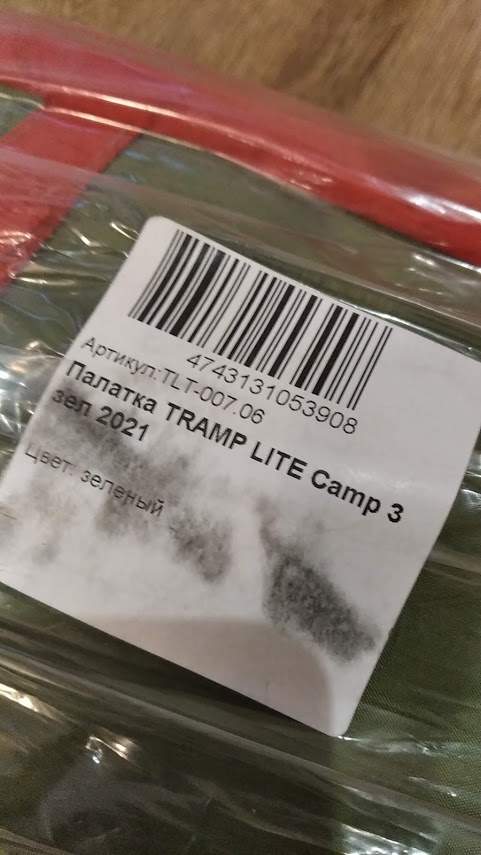 4743131053908
Артикул:TLT-007.06
Палатка TRAMP LITE Camp 3
зел 2021
Цвет: зеленый